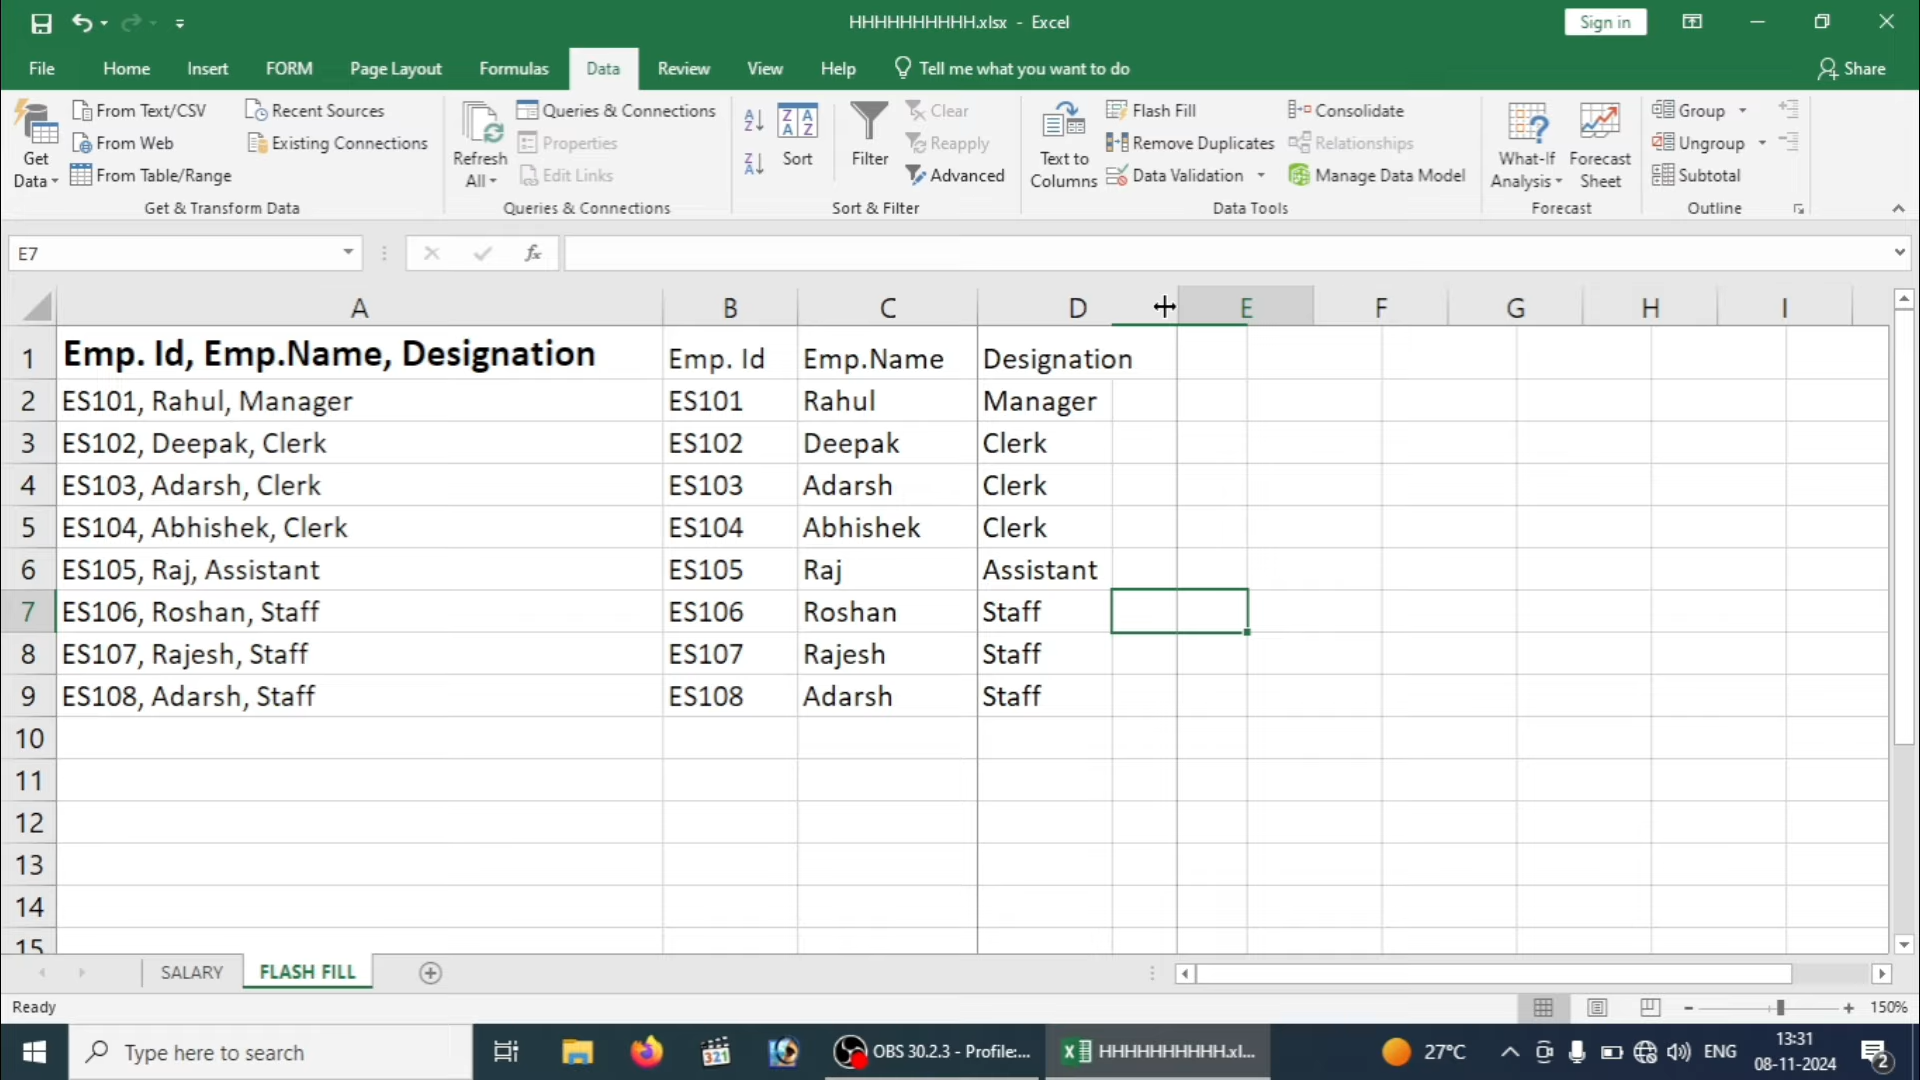 HHHHHHHHHH.xlsx - Excel
Sign in
File Home Insert FORM Page Layout Formulas Data Review View Help Tell me what you want to do Share
Get Data
From Text/CSV
From Web
From Table/Range
Recent Sources
Existing Connections
Get & Transform Data
Refresh All
Queries & Connections
Properties
Edit Links
Queries & Connections
Sort
Filter
Clear
Reapply
Advanced
Sort & Filter
Text to Columns
Flash Fill
Remove Duplicates
Data Validation
Consolidate
Relationships
Manage Data Model
Data Tools
What-If Analysis
Forecast Sheet
Forecast
Group
Ungroup
Subtotal
Outline
E7
fx
A B C D E F G H I
1 Emp. Id, Emp.Name, Designation Emp. Id Emp.Name Designation
2 ES101, Rahul, Manager ES101 Rahul Manager
3 ES102, Deepak, Clerk ES102 Deepak Clerk
4 ES103, Adarsh, Clerk ES103 Adarsh Clerk
5 ES104, Abhishek, Clerk ES104 Abhishek Clerk
6 ES105, Raj, Assistant ES105 Raj Assistant
7 ES106, Roshan, Staff ES106 Roshan Staff
8 ES107, Rajesh, Staff ES107 Rajesh Staff
9 ES108, Adarsh, Staff ES108 Adarsh Staff
10
11
12
13
14
15
SALARY FLASH FILL
Ready
150%
Type here to search
321
OBS 30.2.3 - Profile:...
HHHHHHHHHH.xl...
27°C
ENG
13:31
08-11-2024
2